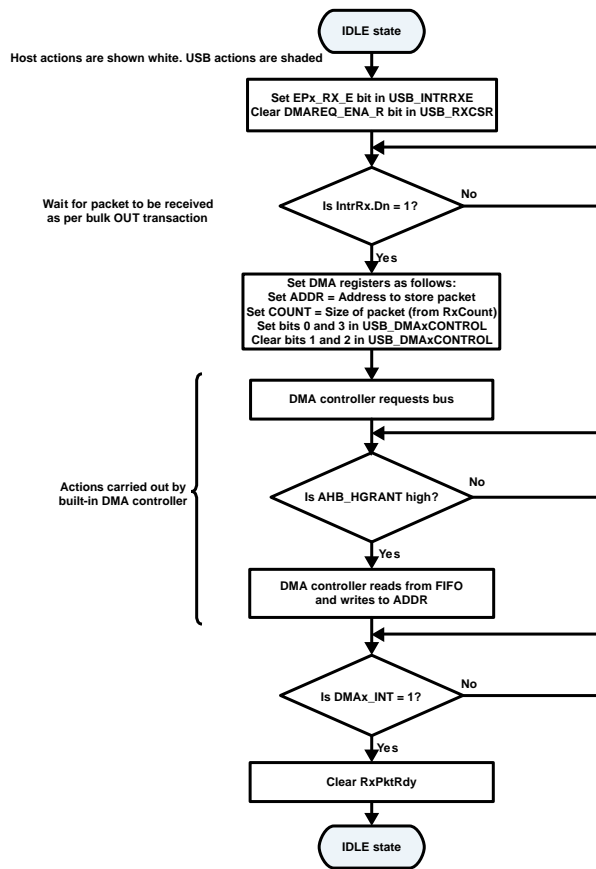 IDLE state
Host actions are shown white. USB actions are shaded
Set EPx_RX_E bit in USB_INTRRXE
Clear DMAREQ_ENA_R bit in USB_RXCSR
Wait for packet to be received
as per bulk OUT transaction
Is IntrRx.Dn = 1?
No
Yes
Set DMA registers as follows:
Set ADDR = Address to store packet
Set COUNT = Size of packet (from RxCount)
Set bits 0 and 3 in USB_DMAxCONTROL
Clear bits 1 and 2 in USB_DMAxCONTROL
DMA controller requests bus
Actions carried out by
built-in DMA controller
Is AHB_HGRANT high?
No
Yes
DMA controller reads from FIFO
and writes to ADDR
Is DMAx_INT = 1?
No
Yes
Clear RxPktRdy
IDLE state